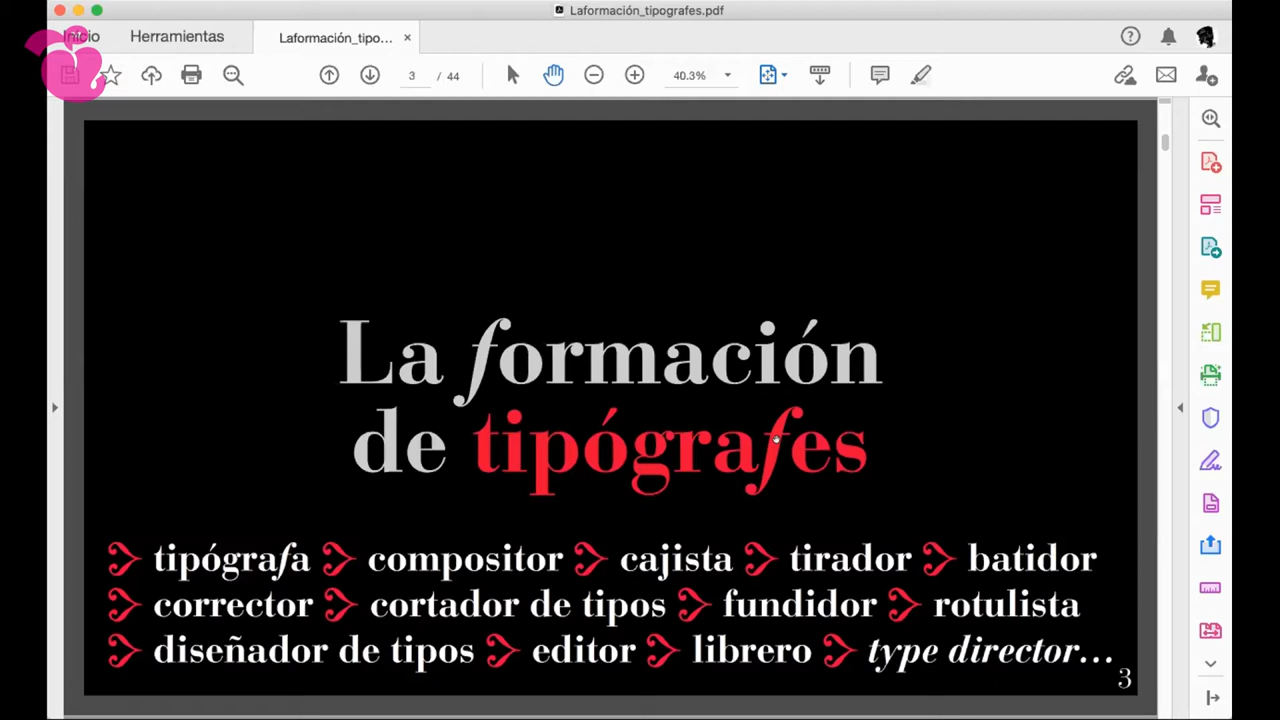 Laformación_tipografes.pdf
Inicio
Herramientas
Laformación_tipo...
3 / 44
40.3%
La formación
de tipógrafes
tipógrafa compositor cajista tirador batidor
corrector cortador de tipos fundidor rotulista
diseñador de tipos editor librero type director...
3